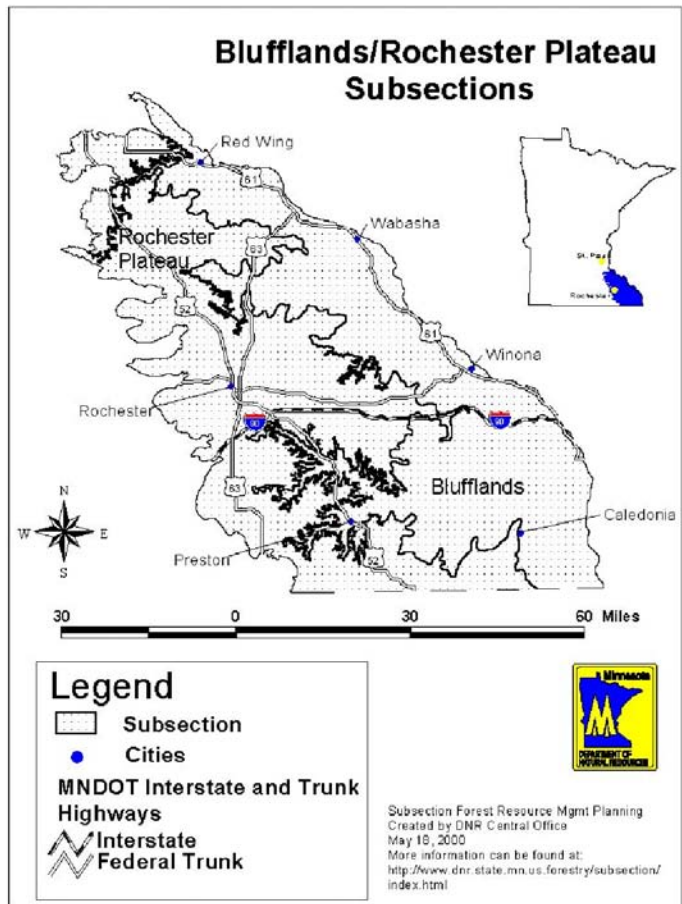 Blufflands/Rochester Plateau
Subsections
Red Wing
61
Wabasha
Rochester
Plateau
63
St. Paul
Rochester
52
61
Winona
Rochester
90
90
63
Blufflands
N
W E
S
Caledonia
Preston
52
30 0 30 60 Miles
Legend
Subsection
Cities
MNDOT Interstate and Trunk
Highways
Interstate
Federal Trunk
Minnesota
DEPARTMENT OF
NATURAL RESOURCES
Subsection Forest Resource Mgmt Planning
Created by DNR Central Office
May 18, 2000
More information can be found at:
http://www.dnr.state.mn.us.forestry/subsection/
index.html